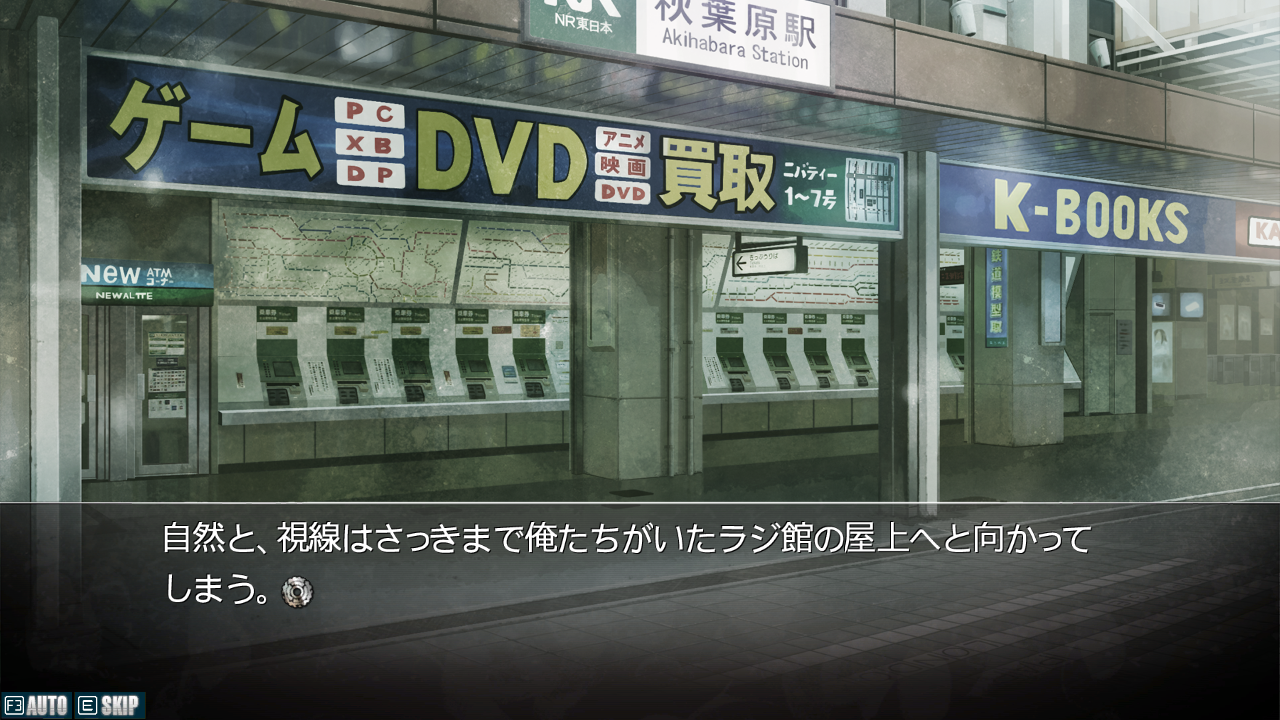 NR東日本
秋葉原駅
Akihabara Station
ゲーム
PC
XB
DP
DVD
アニメ
映画
DVD
買取
ニバティー
1〜7号
K-BOOKS
KA
New ATM
コーナー
NEWALTTE
鉄道模型
自然と、視線はさっきまで俺たちがいたラジ館の屋上へと向かって
しまう。
F3 AUTO E SKIP